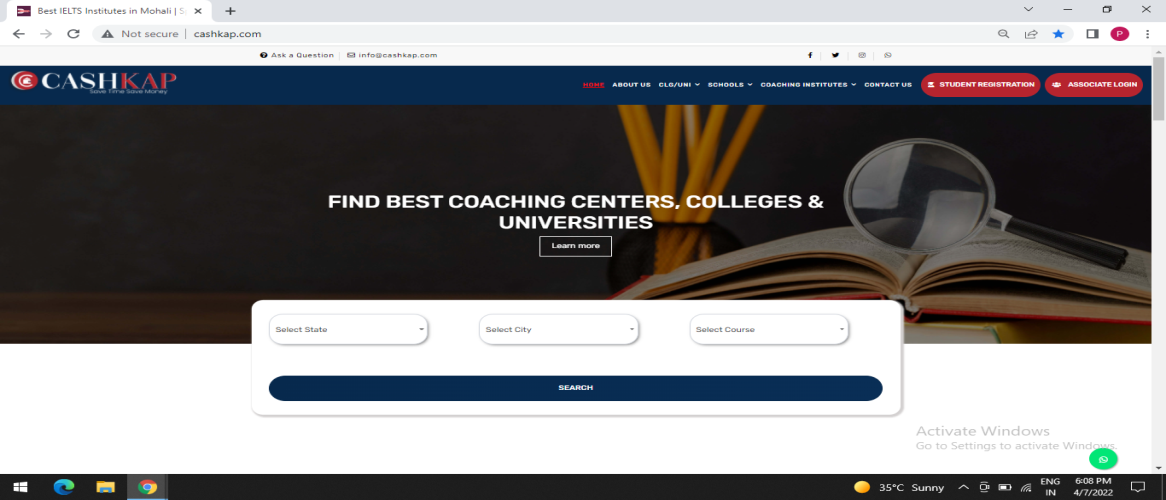 Best IELTS Institutes in Mohali | S
Not secure | cashkap.com
P
Ask a Question
info@cashkap.com
CASHKAP
Save Time Save Money
HOME
ABOUT US
CLG/UNI
SCHOOLS
COACHING INSTITUTES
CONTACT US
STUDENT REGISTRATION
ASSOCIATE LOGIN
FIND BEST COACHING CENTERS, COLLEGES &
UNIVERSITIES
Learn more
Select State
Select City
Select Course
SEARCH
Activate Windows
Go to Settings to activate Windows.
35°C Sunny
ENG
IN
6:08 PM
4/7/2022